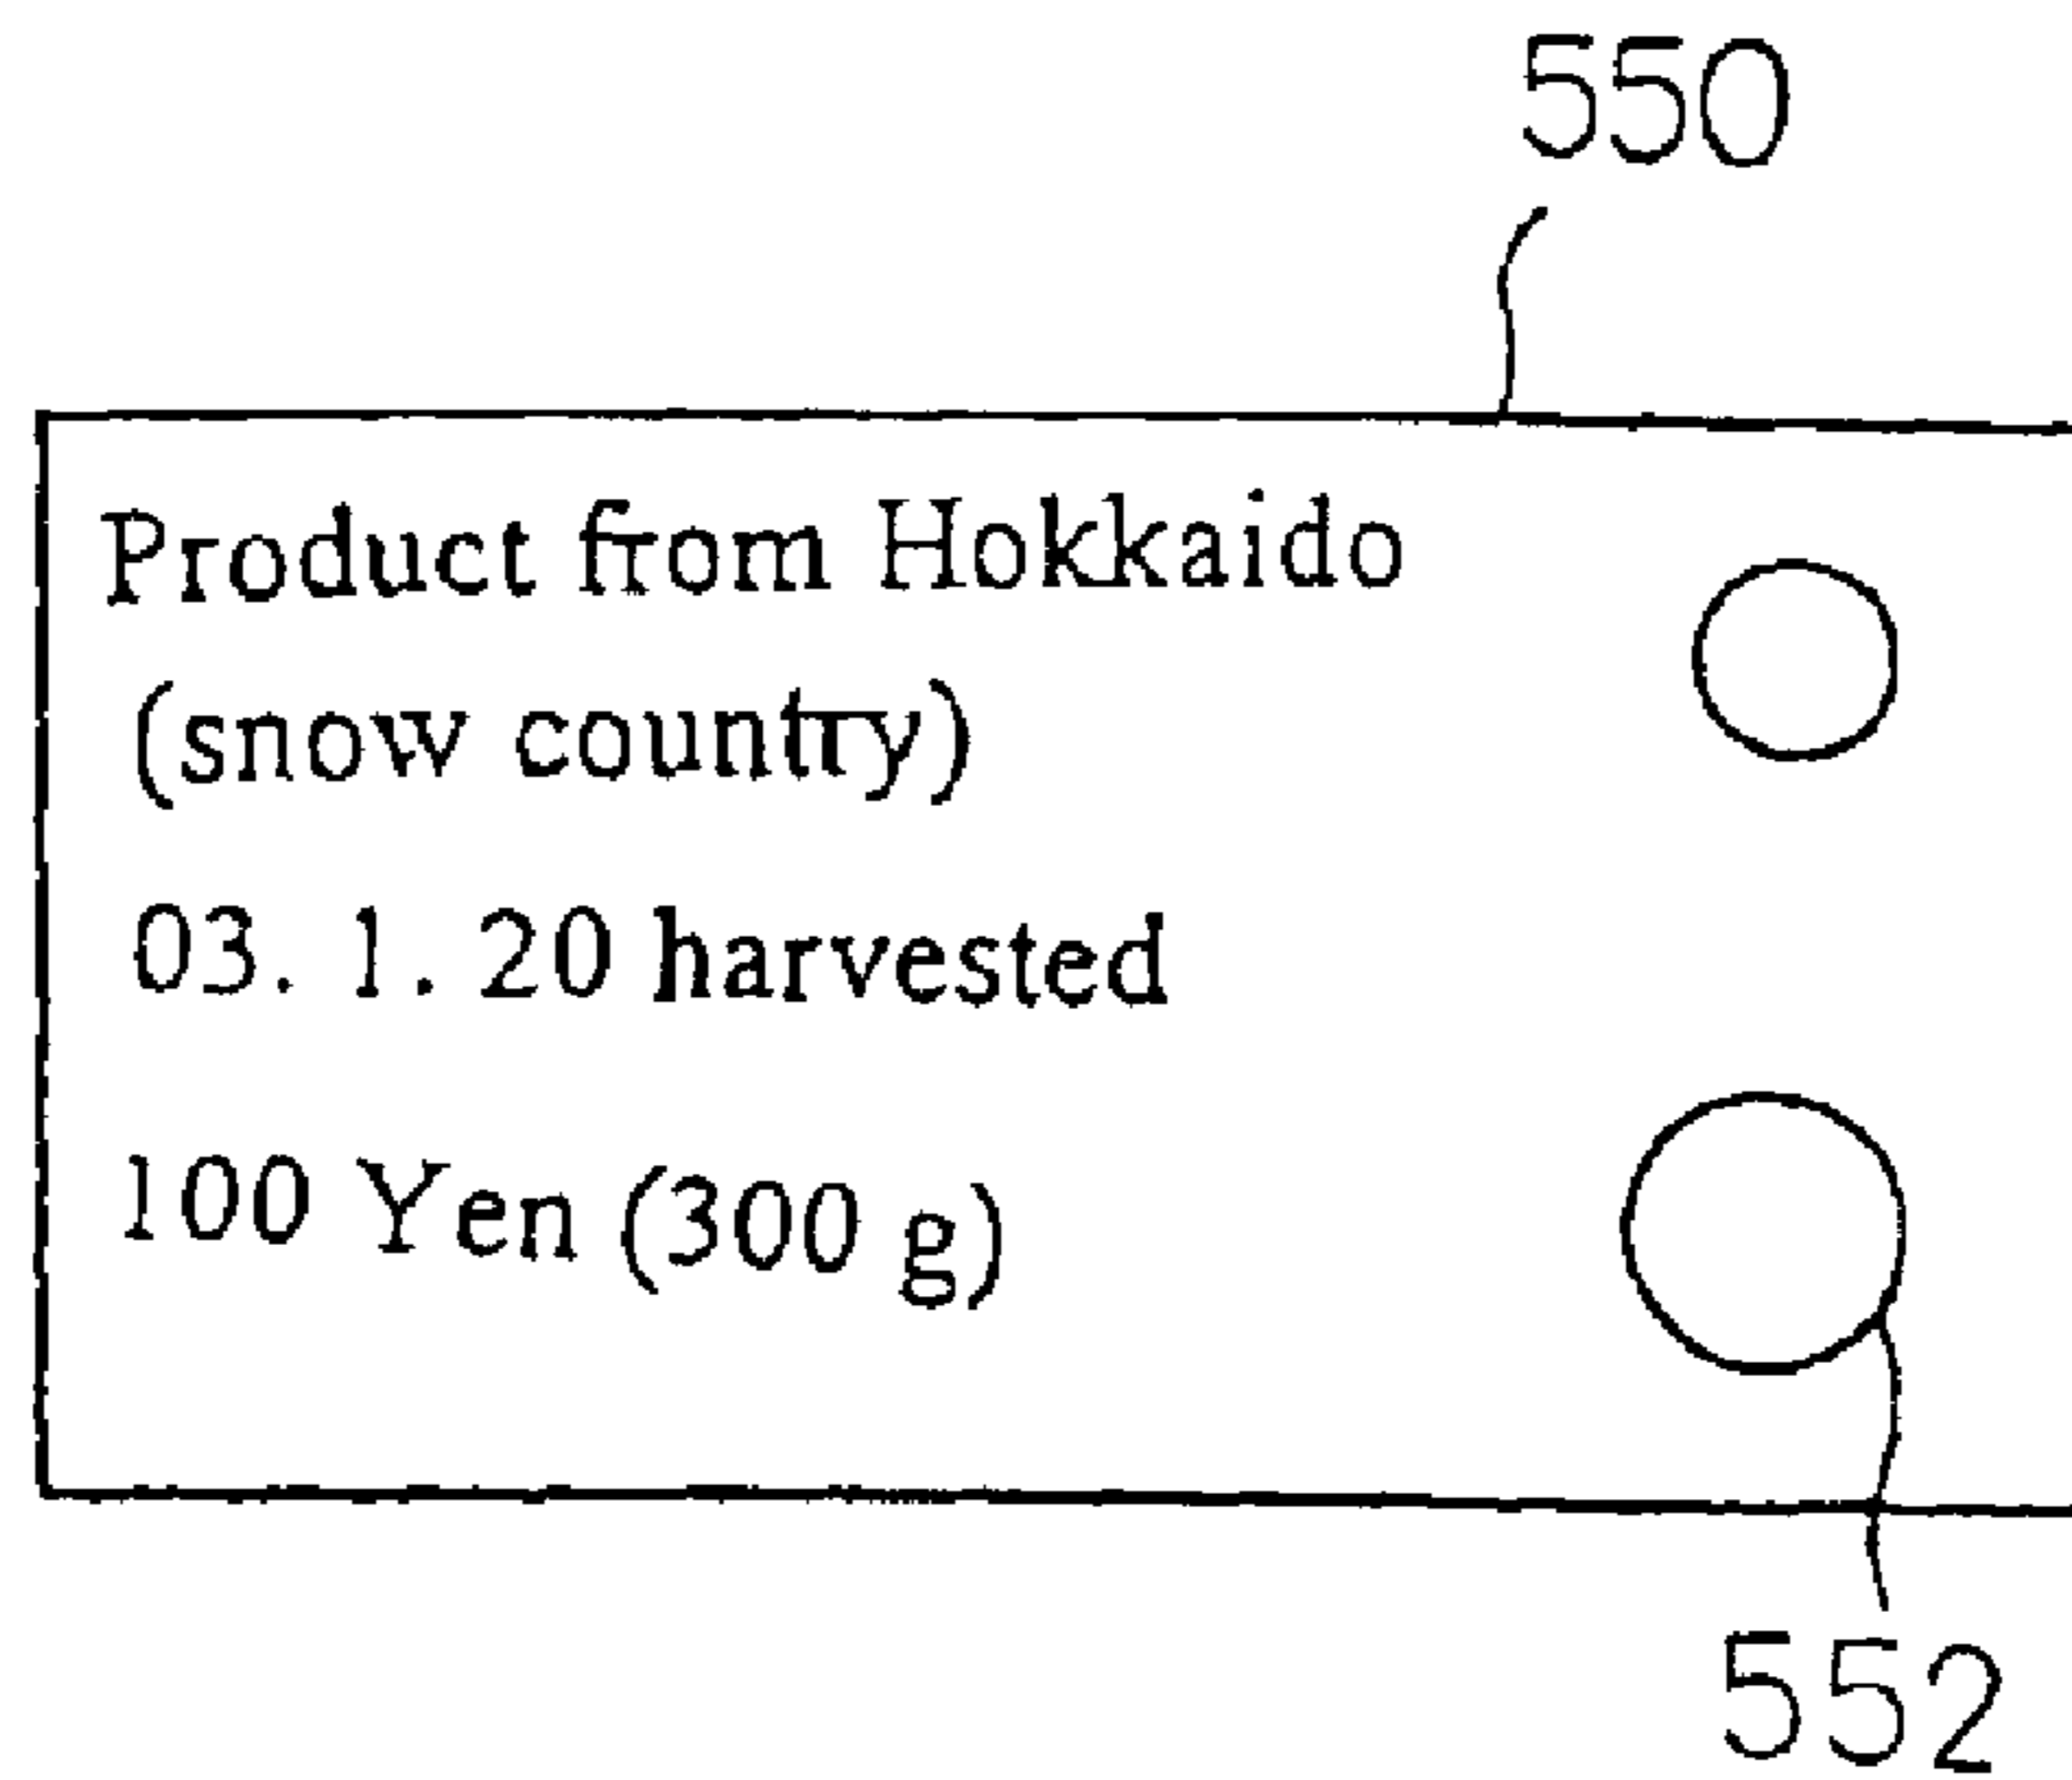 550
Product from Hokkaido
(snow country)
03. 1. 20 harvested
100 Yen (300 g)
552